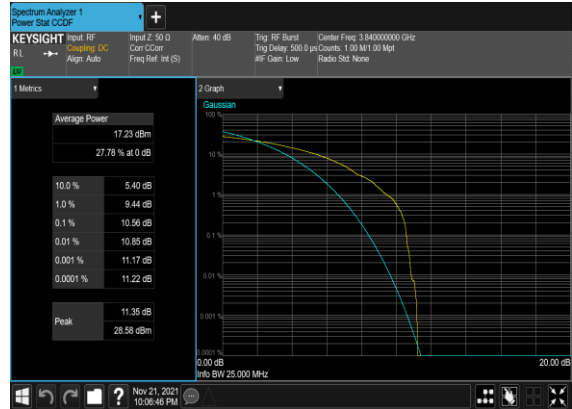 Spectrum Analyzer 1
Power Stat CCDF
KEYSIGHT
RL
LV
Input: RF
Coupling: DC
Align: Auto
Input Z: 50 Ω
Corr CCorr
Freq Ref: Int (S)
Atten: 40 dB
Trig: RF Burst
Trig Delay: 500.0 µs
#IF Gain: Low
Center Freq: 3.840000000 GHz
Counts: 1.00 M/1.00 Mpt
Radio Std: None
1 Metrics
Average Power
17.23 dBm
27.78 % at 0 dB
10.0 % 5.40 dB
1.0 % 9.44 dB
0.1 % 10.56 dB
0.01 % 10.85 dB
0.001 % 11.17 dB
0.0001 % 11.22 dB
Peak 11.35 dB
28.58 dBm
2 Graph
Gaussian
100 %
10 %
1 %
0.1 %
0.01 %
0.001 %
0.0001 %
0.00 dB 20.00 dB
Info BW 25.000 MHz
?
Nov 21, 2021
10:06:46 PM